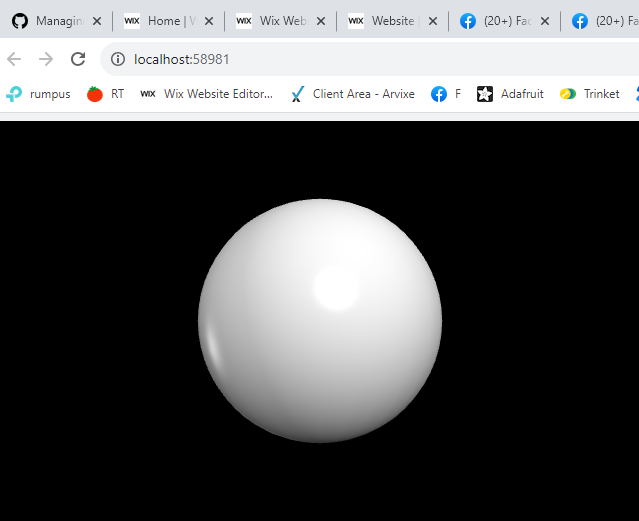 Managin WIX Home | W WIX Wix Web WIX Website | (20+) Fac (20+) Fa
localhost:58981
rumpus RT WIX Wix Website Editor... Client Area - Arvixe F Adafruit Trinket